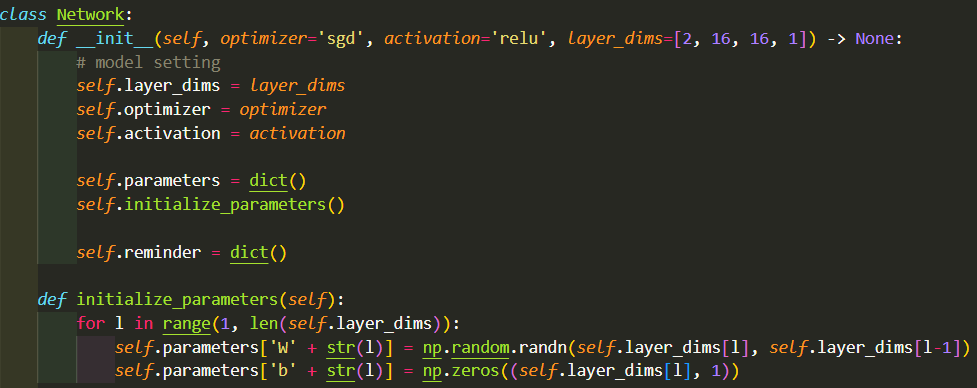 class Network:
    def __init__(self, optimizer='sgd', activation='relu', layer_dims=[2, 16, 16, 1]) -> None:
        # model setting
        self.layer_dims = layer_dims
        self.optimizer = optimizer
        self.activation = activation
        self.parameters = dict()
        self.initialize_parameters()
        self.reminder = dict()
    def initialize_parameters(self):
        for l in range(1, len(self.layer_dims)):
            self.parameters['W' + str(l)] = np.random.randn(self.layer_dims[l], self.layer_dims[l-1])
            self.parameters['b' + str(l)] = np.zeros((self.layer_dims[l], 1))